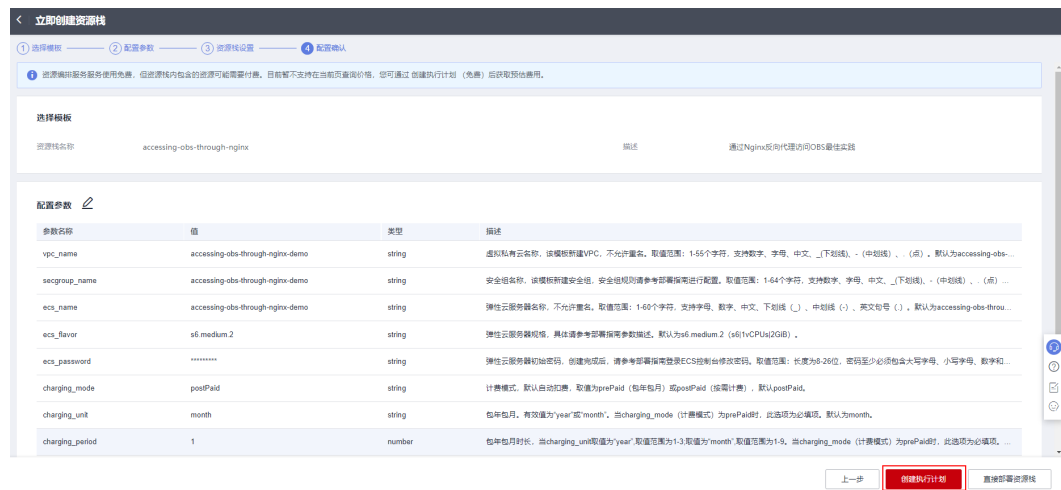 立即创建资源栈
1 选择模板 2 配置参数 3 资源栈设置 4 配置确认
资源编排服务服务使用免费，但资源栈内包含的资源可能需要付费。目前暂不支持在当前页查询价格，您可通过 创建执行计划 （免费）后获取预估费用。
选择模板
资源栈名称 accessing-obs-through-nginx 描述 通过Nginx反向代理访问OBS最佳实践
配置参数
参数名称 值 类型 描述
vpc_name accessing-obs-through-nginx-demo string 虚拟私有云名称，该模板新建VPC，不允许重名。取值范围：1-55个字符，支持数字、字母、中文、_(下划线)、-（中划线）、.（点）。默认为accessing-obs-...
secgroup_name accessing-obs-through-nginx-demo string 安全组名称，该模板新建安全组，安全组规则请参考部署指南进行配置。取值范围：1-64个字符，支持数字、字母、中文、_(下划线)、-（中划线）、.（点）...
ecs_name accessing-obs-through-nginx-demo string 弹性云服务器名称，不允许重名。取值范围：1-60个字符，支持字母、数字、中文、下划线（_）、中划线（-）、英文句号（.）。默认为accessing-obs-throu...
ecs_flavor s6.medium.2 string 弹性云服务器规格，具体请参考部署指南参数描述。默认为s6.medium.2（s6|1vCPUs|2GiB）。
ecs_password ********* string 弹性云服务器初始密码，创建完成后，请参考部署指南登录ECS控制台修改密码。取值范围：长度为8-26位，密码至少必须包含大写字母、小写字母、数字和...
charging_mode postPaid string 计费模式，默认自动扣费，取值为prePaid（包年包月）或postPaid（按需计费），默认postPaid。
charging_unit month string 包年包月。有效值为“year”或“month”。当charging_mode（计费模式）为prePaid时，此选项为必填项。默认为month。
charging_period 1 number 包年包月时长，当charging_unit取值为“year”,取值范围为1-3;取值为“month”,取值范围为1-9。当charging_mode（计费模式）为prePaid时，此选项为必填项。...
上一步 创建执行计划 直接部署资源栈